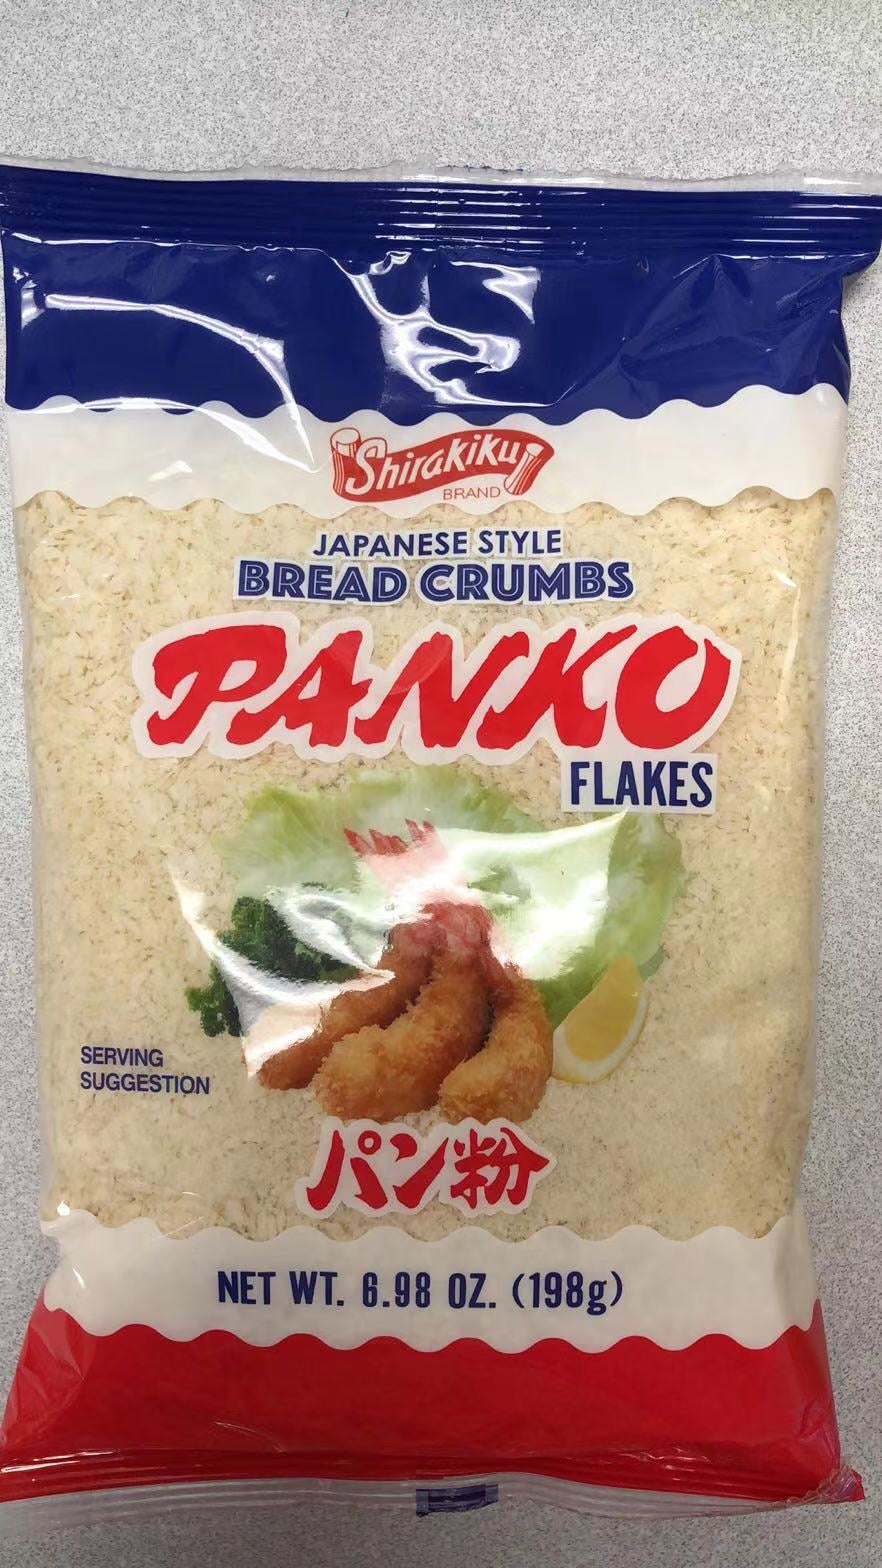 Shirakiku
BRAND
JAPANESE STYLE
BREAD CRUMBS
PANKO
FLAKES
SERVING
SUGGESTION
パン粉
NET WT. 6.98 OZ. (198g)